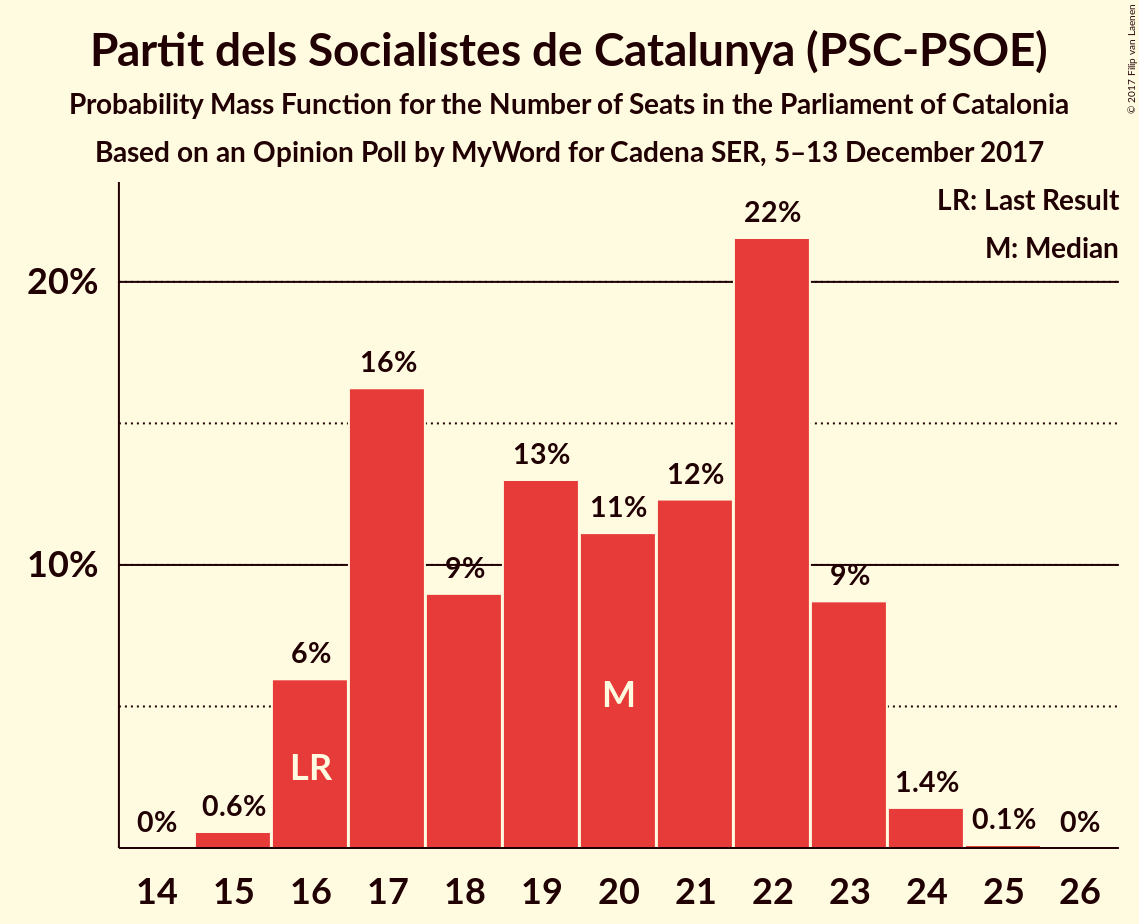 Partit dels Socialistes de Catalunya (PSC-PSOE)
Probability Mass Function for the Number of Seats in the Parliament of Catalonia
Based on an Opinion Poll by MyWord for Cadena SER, 5–13 December 2017
© 2017 Filip van Laenen
LR: Last Result
M: Median
20%
10%
0%
0.6%
6%
16%
9%
13%
11%
12%
22%
9%
1.4%
0.1%
0%
LR
M
14 15 16 17 18 19 20 21 22 23 24 25 26